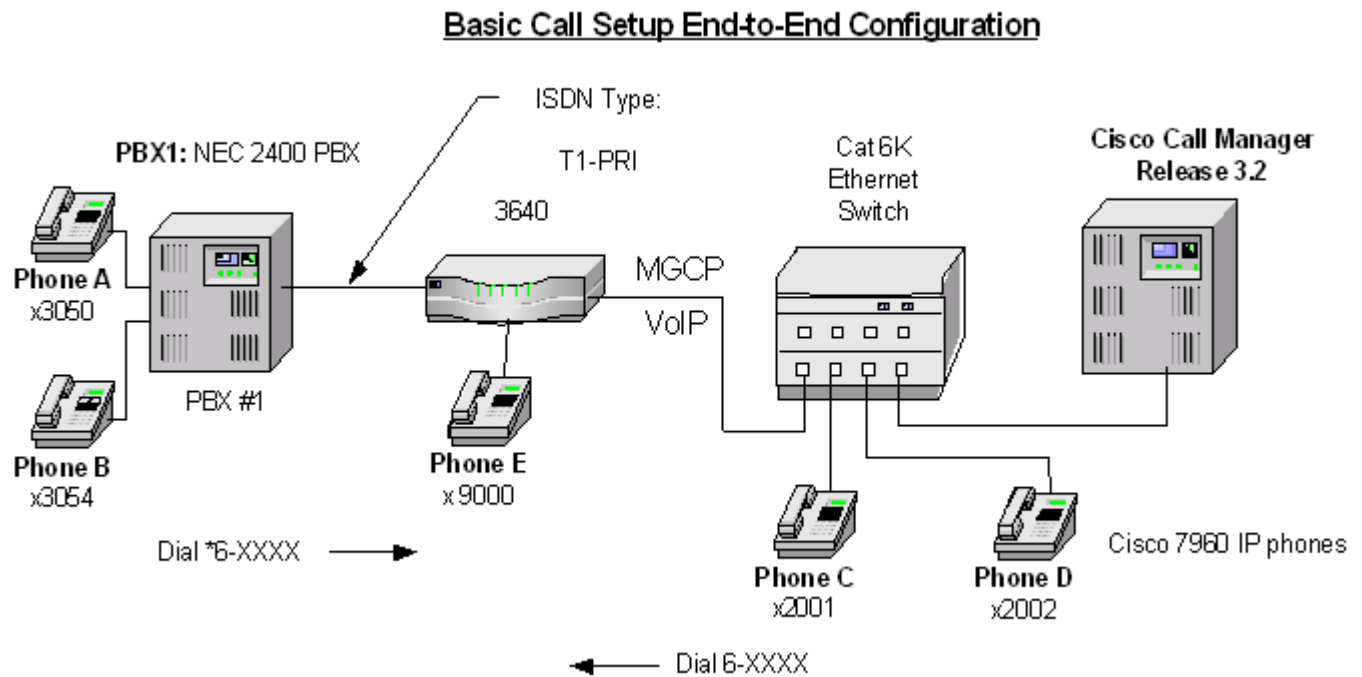 Basic Call Setup End-to-End Configuration
ISDN Type:
T1-PRI
PBX1: NEC 2400 PBX
3640
Cat 6K
Ethernet
Switch
Cisco Call Manager
Release 3.2
Phone A
x3050
MGCP
VoIP
PBX #1
Phone B
x3054
Phone E
x 9000
Dial *6-XXXX
Phone C
x2001
Phone D
x2002
Cisco 7960 IP phones
Dial 6-XXXX